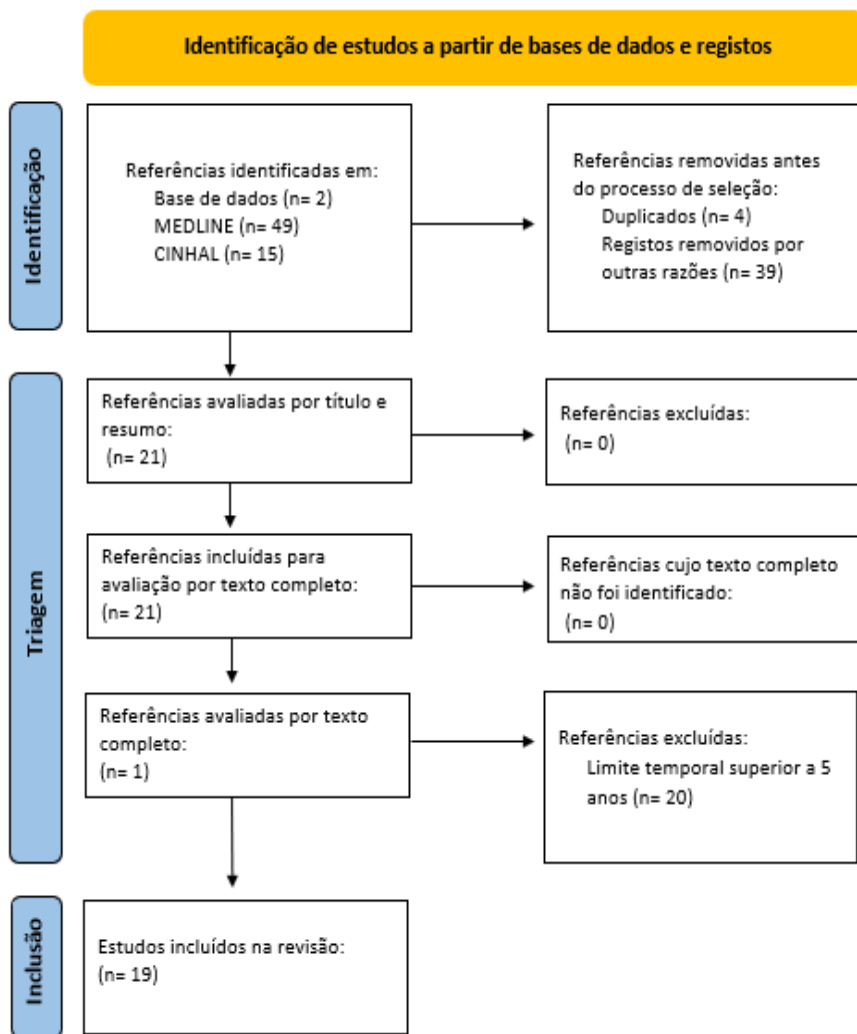 Identificação de estudos a partir de bases de dados e registos
Identificação
Referências identificadas em:
Base de dados (n= 2)
MEDLINE (n= 49)
CINHAL (n= 15)
Referências removidas antes
do processo de seleção:
Duplicados (n= 4)
Registos removidos por
outras razões (n= 39)
Triagem
Referências avaliadas por título e
resumo:
(n= 21)
Referências excluídas:
(n= 0)
Referências incluídas para
avaliação por texto completo:
(n= 21)
Referências cujo texto completo
não foi identificado:
(n= 0)
Referências avaliadas por texto
completo:
(n= 1)
Referências excluídas:
Limite temporal superior a 5
anos (n= 20)
Inclusão
Estudos incluídos na revisão:
(n= 19)